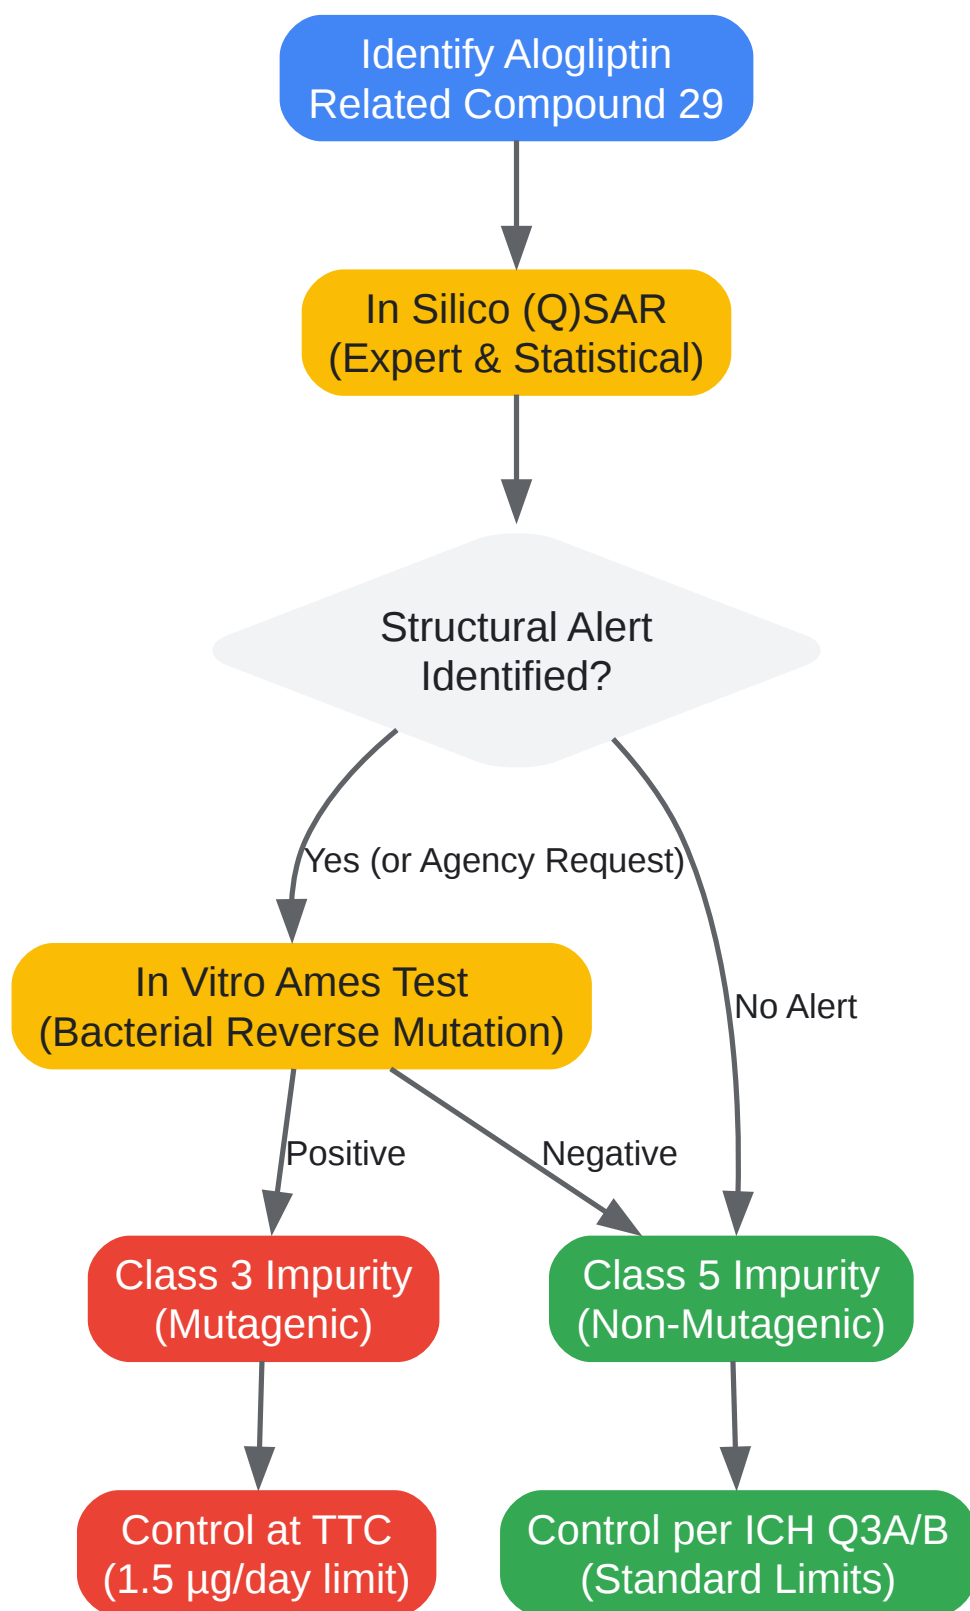 Identify Alogliptin
Related Compound 29
In Silico (Q)SAR
(Expert & Statistical)
Structural Alert
Identified?
Yes (or Agency Request)
In Vitro Ames Test
(Bacterial Reverse Mutation)
No Alert
Positive
Negative
Class 3 Impurity
(Mutagenic)
Class 5 Impurity
(Non-Mutagenic)
Control at TTC
(1.5 µg/day limit)
Control per ICH Q3A/B
(Standard Limits)